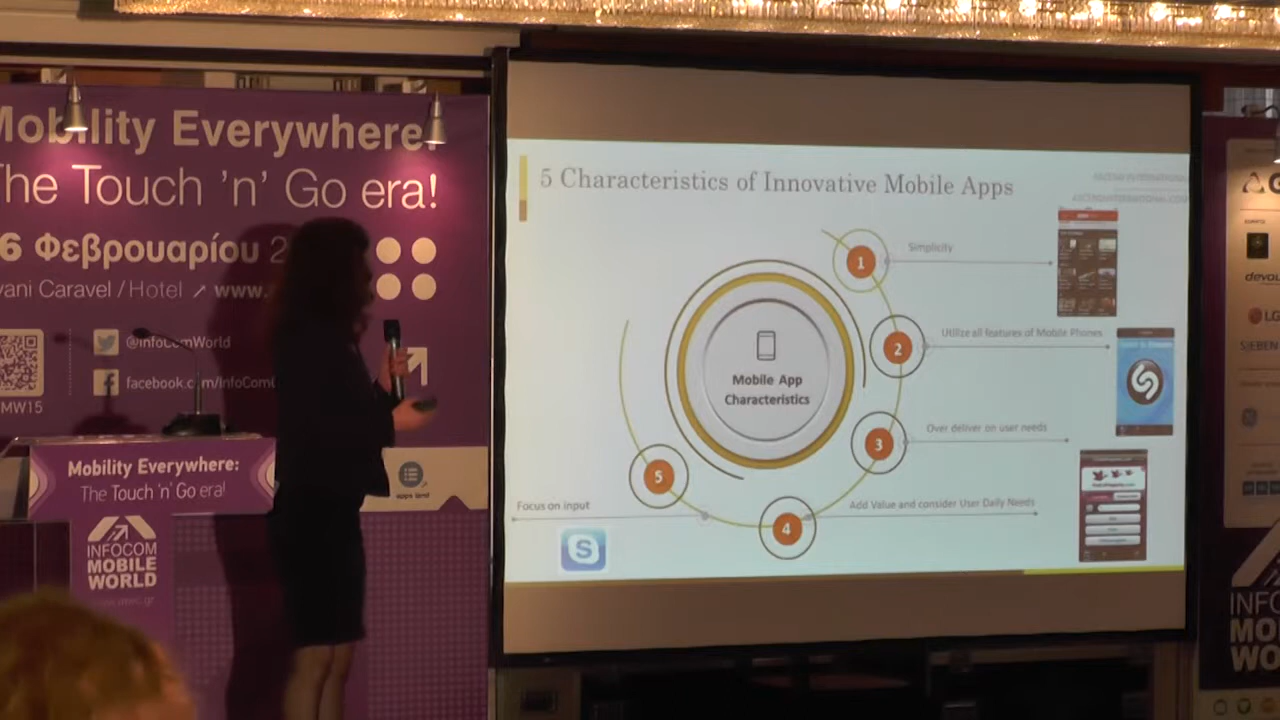 Mobility Everywhere:
The Touch 'n' Go era!
6 Φεβρουαρίου 2
vani Caravel / Hotel ↗ www.
@InfoComWorld
facebook.com/InfoCom
MW15
Mobility Everywhere:
The Touch 'n' Go era!
INFOCOM
MOBILE
WORLD
apps land
5 Characteristics of Innovative Mobile Apps
Mobile App
Characteristics
1
Simplicity
2
Utilize all features of Mobile Phones
3
Over deliver on user needs
4
Add Value and consider User Daily Needs
5
Focus on input
S
G
LG
INFO
MO
WO